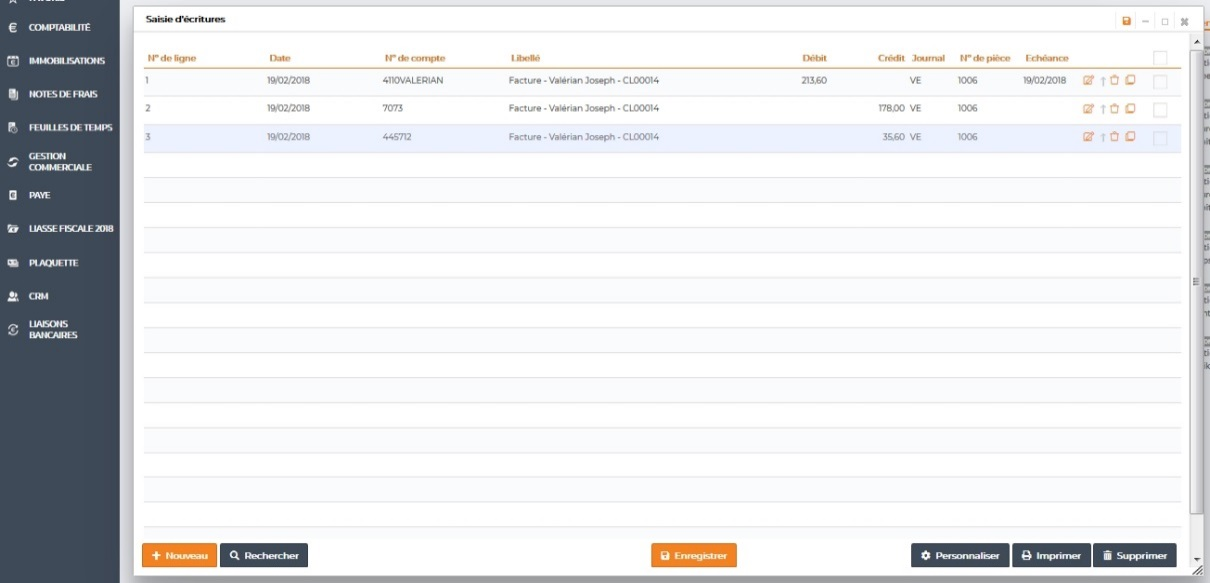 COMPTABILITÉ
IMMOBILISATIONS
NOTES DE FRAIS
FEUILLES DE TEMPS
GESTION
COMMERCIALE
PAYE
LIASSE FISCALE 2018
PLAQUETTE
CRM
LIAISONS
BANCAIRES
Saisie d'écritures
N° de ligne Date N° de compte Libellé Débit Crédit Journal N° de pièce Echéance
1 19/02/2018 4110VALERIAN Facture - Valérian Joseph - CL00014 213,60 VE 1006 19/02/2018
2 19/02/2018 7073 Facture - Valérian Joseph - CL00014 178,00 VE 1006
3 19/02/2018 445712 Facture - Valérian Joseph - CL00014 35,60 VE 1006
Nouveau Rechercher Enregistrer Personnaliser Imprimer Supprimer